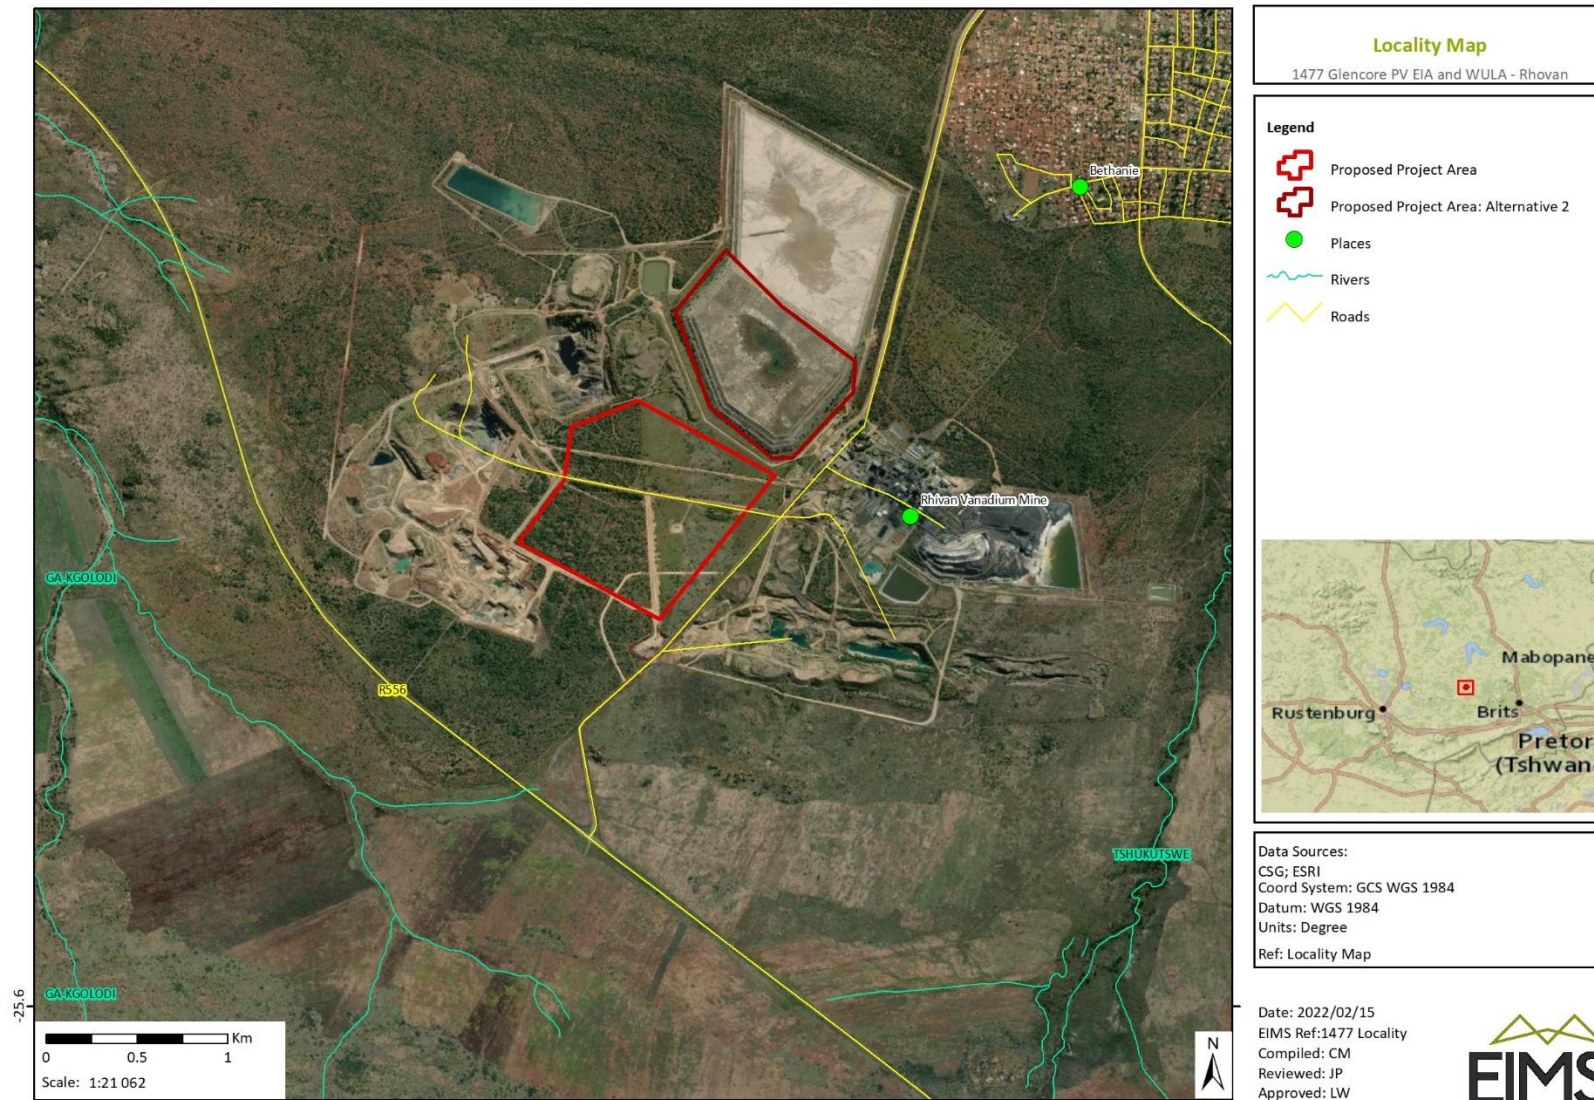 Locality Map
1477 Glencore PV EIA and WULA - Rhovan
Legend
Proposed Project Area
Proposed Project Area: Alternative 2
Places
Rivers
Roads
Bethanie
Rhivan Vanadium Mine
GA-KGOLODI
R556
TSHUKUTSWE
GA-KGOLODI
-25.6
Km
0 0.5 1
Scale: 1:21 062
N
Mabopane
Rustenburg
Brits
Pretor
(Tshwan
Data Sources:
CSG; ESRI
Coord System: GCS WGS 1984
Datum: WGS 1984
Units: Degree
Ref: Locality Map
Date: 2022/02/15
EIMS Ref:1477 Locality
Compiled: CM
Reviewed: JP
Approved: LW
EIMS